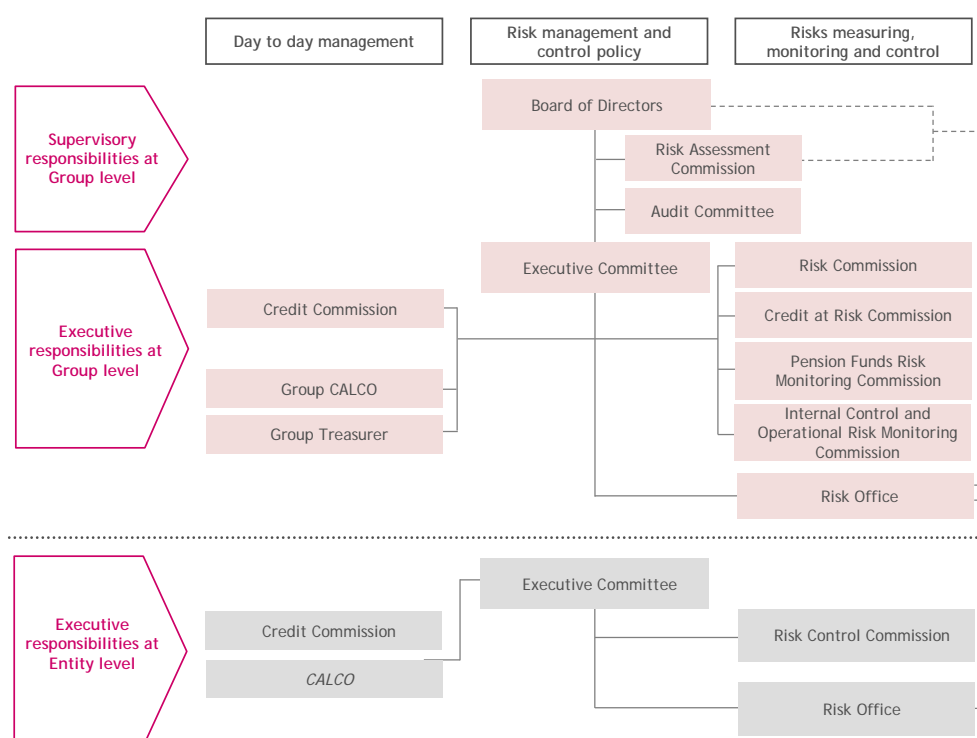 Day to day management
Risk management and
control policy
Risks measuring,
monitoring and control
Supervisory
responsibilities at
Group level
Board of Directors
Risk Assessment
Commission
Audit Committee
Executive
responsibilities at
Group level
Executive Committee
Credit Commission
Group CALCO
Group Treasurer
Risk Commission
Credit at Risk Commission
Pension Funds Risk
Monitoring Commission
Internal Control and
Operational Risk Monitoring
Commission
Risk Office
Executive
responsibilities at
Entity level
Executive Committee
Credit Commission
CALCO
Risk Control Commission
Risk Office